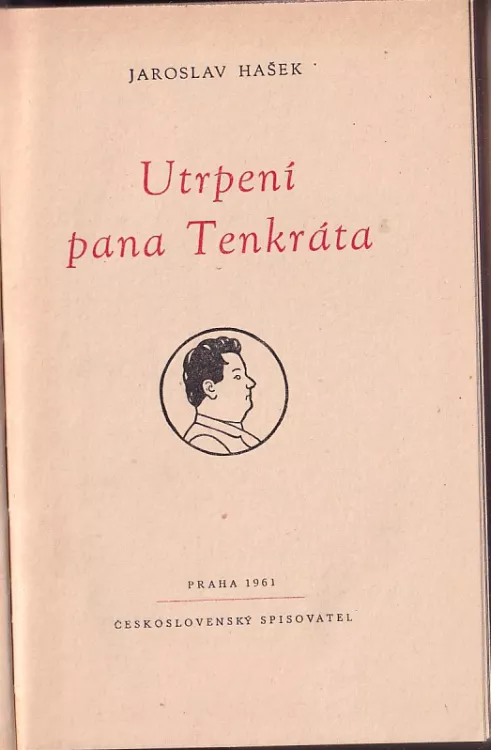 JAROSLAV HAŠEK
Utrpení
pana Tenkráta
PRAHA 1961
ČESKOSLOVENSKÝ SPISOVATEL